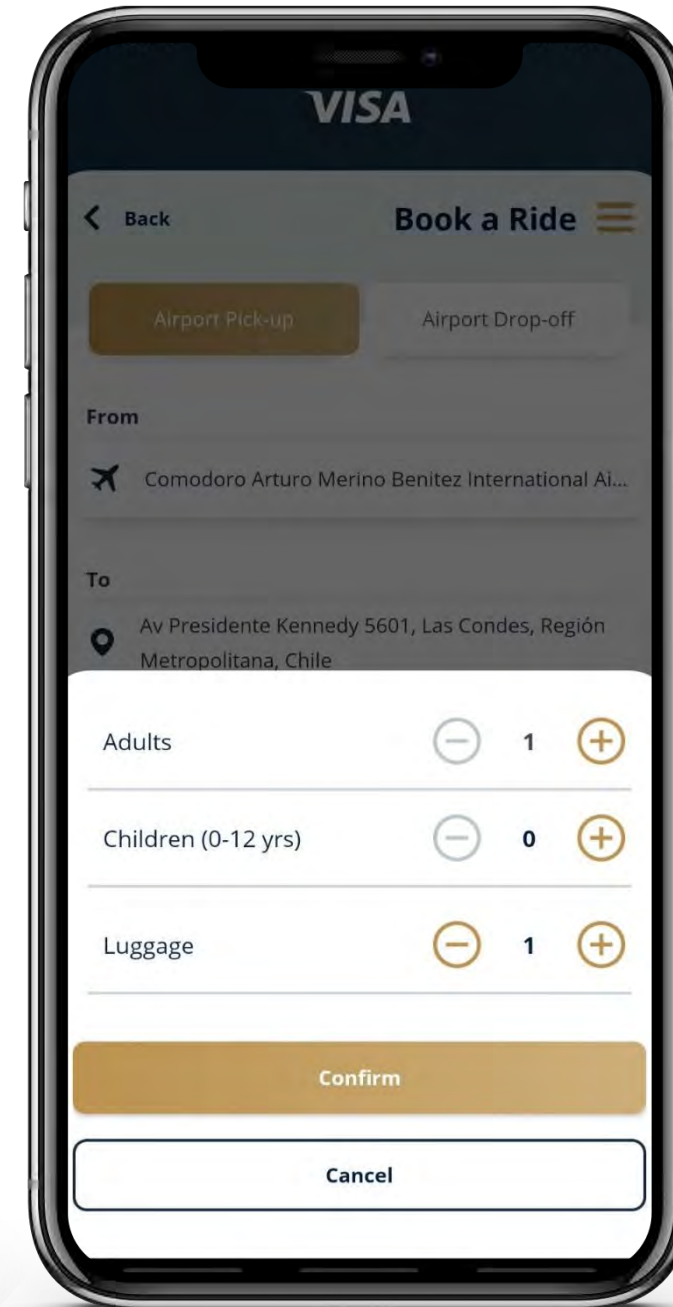 VISA
Back
Book a Ride
Airport Pick-up
Airport Drop-off
From
Comodoro Arturo Merino Benitez International Ai...
To
Av Presidente Kennedy 5601, Las Condes, Región
Metropolitana, Chile
Adults 1
Children (0-12 yrs) 0
Luggage 1
Confirm
Cancel